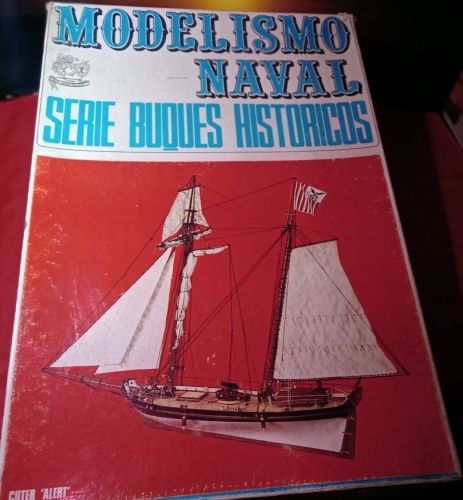 MODELISMO
NAVAL
SERIE BUQUES HISTORICOS
CUTER "ALERT"